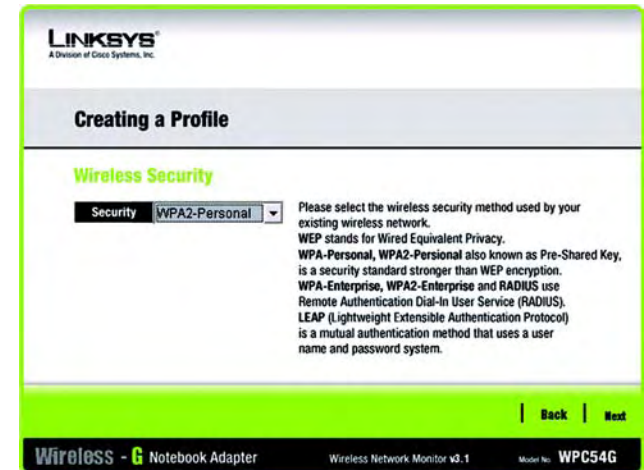 LINKSYS®
A Division of Cisco Systems, Inc.
Creating a Profile
Wireless Security
Security WPA2-Personal
Please select the wireless security method used by your
existing wireless network.
WEP stands for Wired Equivalent Privacy.
WPA-Personal, WPA2-Persional also known as Pre-Shared Key,
is a security standard stronger than WEP encryption.
WPA-Enterprise, WPA2-Enterprise and RADIUS use
Remote Authentication Dial-In User Service (RADIUS).
LEAP (Lightweight Extensible Authentication Protocol)
is a mutual authentication method that uses a user
name and password system.
Back Next
Wireless - G Notebook Adapter Wireless Network Monitor v3.1 Model No. WPC54G